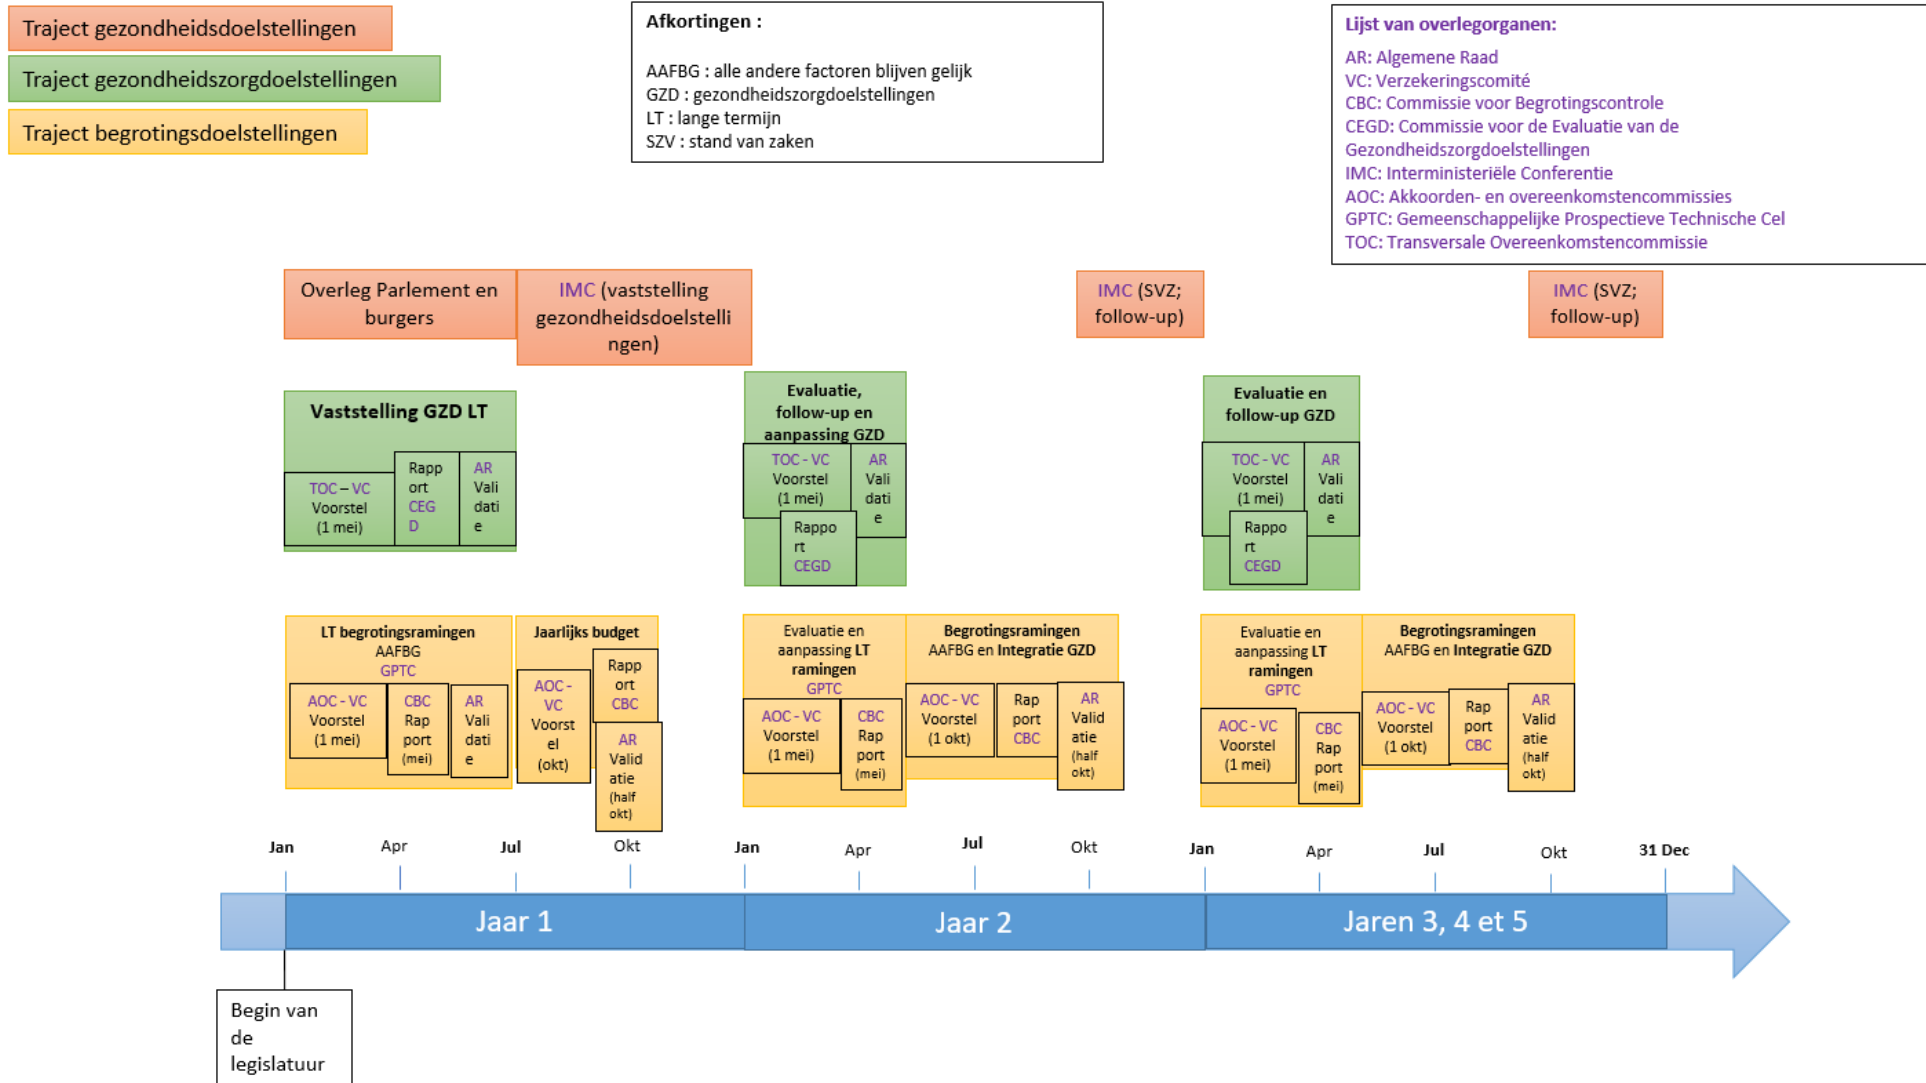 Traject gezondheidsdoelstellingen
Traject gezondheidszorgdoelstellingen
Traject begrotingsdoelstellingen
Afkortingen :
AAFBG : alle andere factoren blijven gelijk
GZD : gezondheidszorgdoelstellingen
LT : lange termijn
SZV : stand van zaken
Lijst van overlegorganen:
AR: Algemene Raad
VC: Verzekeringscomité
CBC: Commissie voor Begrotingscontrole
CEGD: Commissie voor de Evaluatie van de
Gezondheidszorgdoelstellingen
IMC: Interministeriële Conferentie
AOC: Akkoorden- en overeenkomstencommissies
GPTC: Gemeenschappelijke Prospectieve Technische Cel
TOC: Transversale Overeenkomstencommissie
Overleg Parlement en
burgers
IMC (vaststelling
gezondheidsdoelstelli
ngen)
IMC (SVZ;
follow-up)
IMC (SVZ;
follow-up)
Vaststelling GZD LT
TOC – VC
Voorstel
(1 mei)
Rapp
ort
CEG
D
AR
Vali
dati
e
Evaluatie,
follow-up en
aanpassing GZD
TOC - VC
Voorstel
(1 mei)
AR
Vali
dati
e
Rappo
rt
CEGD
Evaluatie en
follow-up GZD
TOC - VC
Voorstel
(1 mei)
AR
Vali
dati
e
Rappo
rt
CEGD
LT begrotingsramingen
AAFBG
GPTC
AOC - VC
Voorstel
(1 mei)
CBC
Rap
port
(mei)
AR
Vali
dati
e
Jaarlijks budget
AOC -
VC
Voorst
el
(okt)
Rapp
ort
CBC
AR
Valid
atie
(half
okt)
Evaluatie en
aanpassing LT
ramingen
GPTC
AOC - VC
Voorstel
(1 mei)
CBC
Rap
port
(mei)
Begrotingsramingen
AAFBG en Integratie GZD
AOC - VC
Voorstel
(1 okt)
Rap
port
CBC
AR
Valid
atie
(half
okt)
Evaluatie en
aanpassing LT
ramingen
GPTC
AOC - VC
Voorstel
(1 mei)
CBC
Rap
port
(mei)
Begrotingsramingen
AAFBG en Integratie GZD
AOC - VC
Voorstel
(1 okt)
Rap
port
CBC
AR
Valid
atie
(half
okt)
Jan
Apr
Jul
Okt
Jan
Apr
Jul
Okt
Jan
Apr
Jul
Okt
31 Dec
Jaar 1
Jaar 2
Jaren 3, 4 et 5
Begin van
de
legislatuur